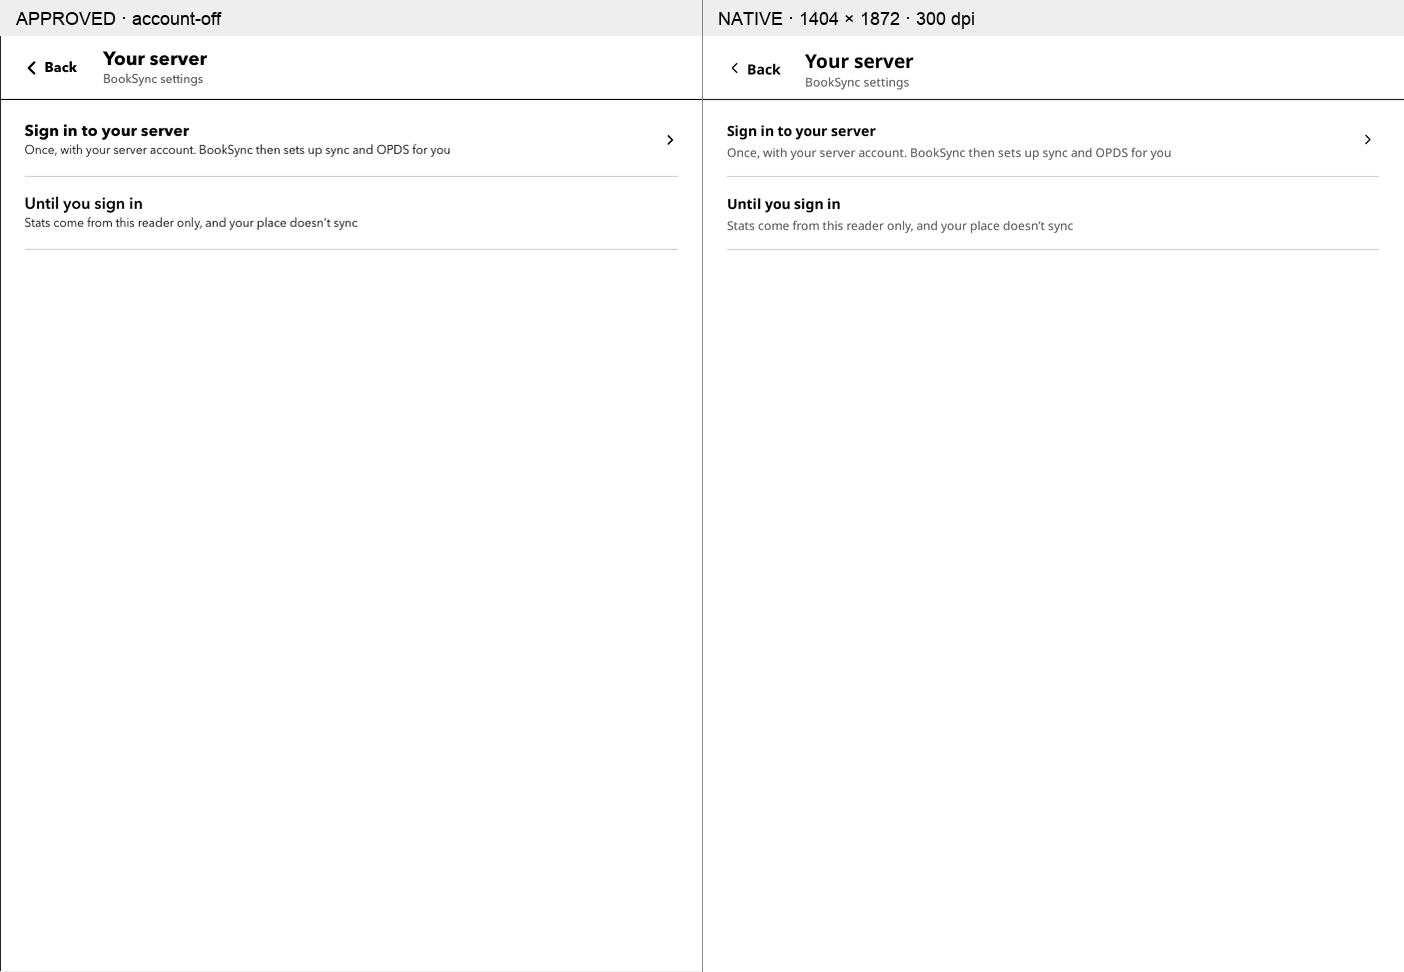 APPROVED · account-off
Back
Your server
BookSync settings
Sign in to your server
Once, with your server account. BookSync then sets up sync and OPDS for you
Until you sign in
Stats come from this reader only, and your place doesn't sync
NATIVE · 1404 × 1872 · 300 dpi
Back
Your server
BookSync settings
Sign in to your server
Once, with your server account. BookSync then sets up sync and OPDS for you
Until you sign in
Stats come from this reader only, and your place doesn’t sync